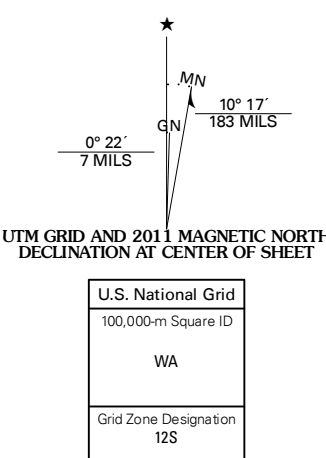 ★
MN
GN
0° 22´
7 MILS
10° 17´
183 MILS
UTM GRID AND 2011 MAGNETIC NORTH
DECLINATION AT CENTER OF SHEET
U.S. National Grid
100,000-m Square ID
WA
Grid Zone Designation
12S